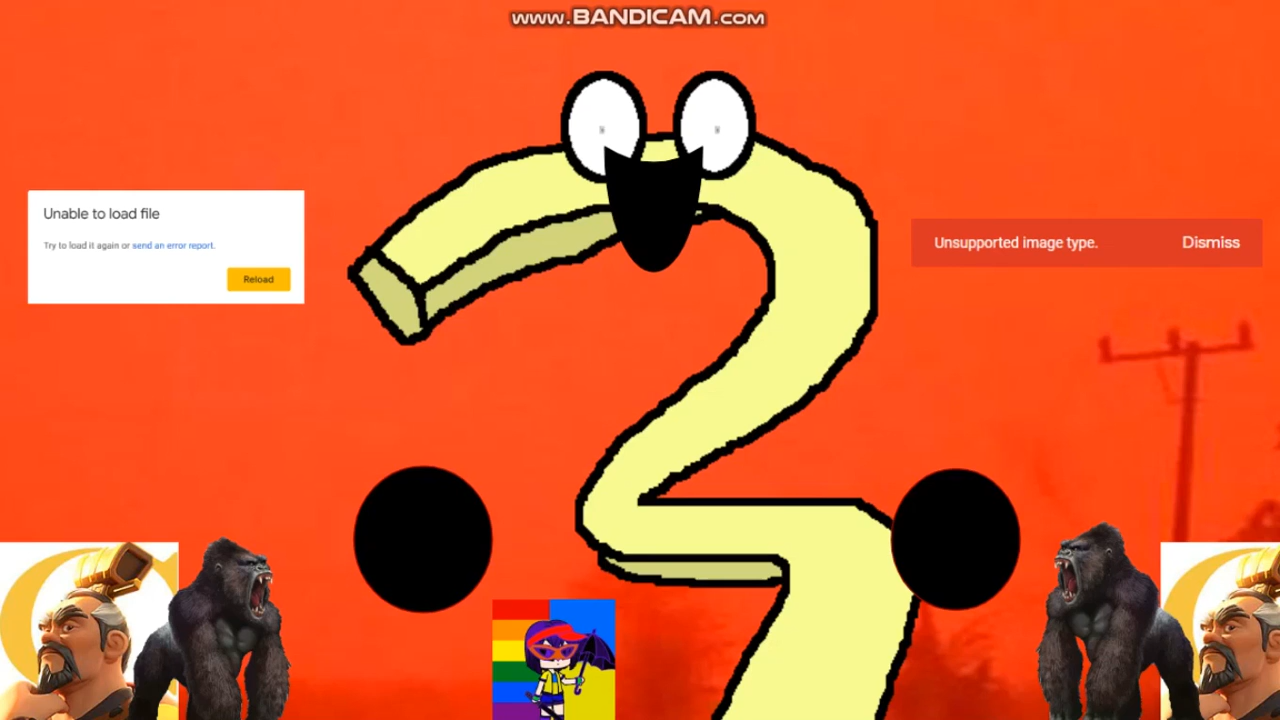 www.BANDICAM.com
Unable to load file
Try to load it again or send an error report.
Reload
Unsupported image type.
Dismiss